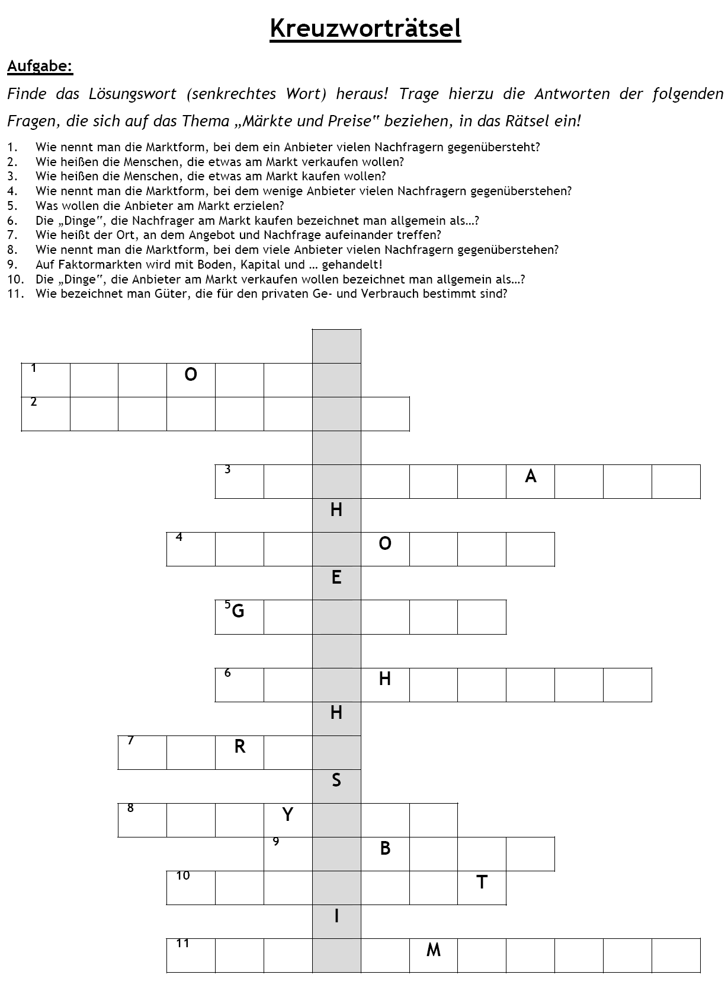 Kreuzworträtsel
Aufgabe:
Finde das Lösungswort (senkrechtes Wort) heraus! Trage hierzu die Antworten der folgenden
Fragen, die sich auf das Thema „Märkte und Preise‟ beziehen, in das Rätsel ein!
1. Wie nennt man die Marktform, bei dem ein Anbieter vielen Nachfragern gegenübersteht?
2. Wie heißen die Menschen, die etwas am Markt verkaufen wollen?
3. Wie heißen die Menschen, die etwas am Markt kaufen wollen?
4. Wie nennt man die Marktform, bei dem wenige Anbieter vielen Nachfragern gegenüberstehen?
5. Was wollen die Anbieter am Markt erzielen?
6. Die „Dinge‟, die Nachfrager am Markt kaufen bezeichnet man allgemein als…?
7. Wie heißt der Ort, an dem Angebot und Nachfrage aufeinander treffen?
8. Wie nennt man die Marktform, bei dem viele Anbieter vielen Nachfragern gegenüberstehen?
9. Auf Faktormarkten wird mit Boden, Kapital und … gehandelt!
10. Die „Dinge‟, die Anbieter am Markt verkaufen wollen bezeichnet man allgemein als…?
11. Wie bezeichnet man Güter, die für den privaten Ge- und Verbrauch bestimmt sind?
1 O
2
3 A
H
4 O
E
5 G
6 H
H
7 R
S
8 Y
9 B
10 T
I
11 M